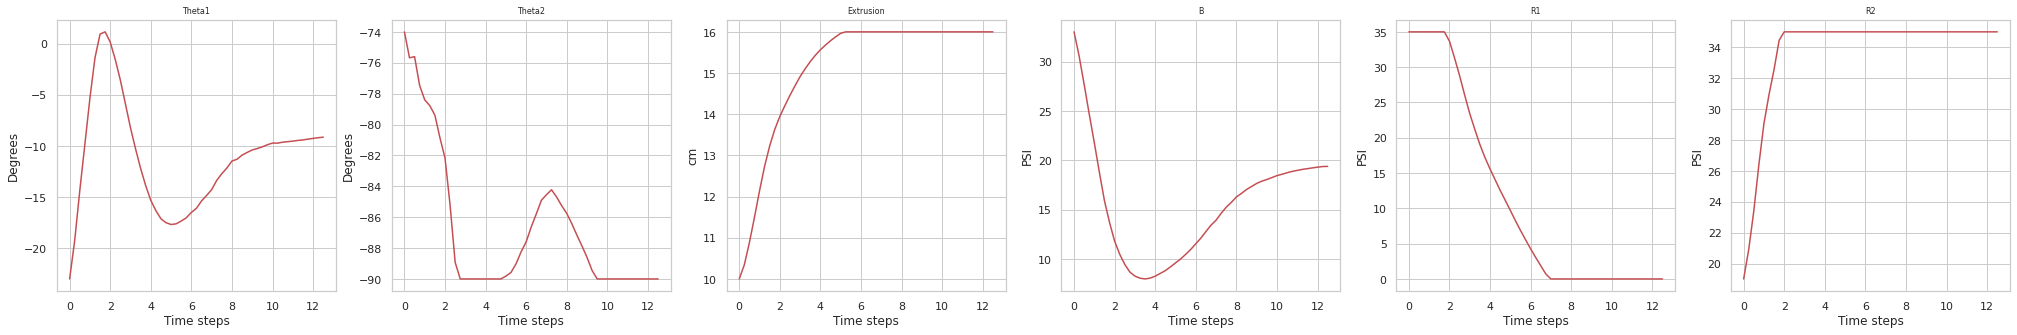 Theta1
0
−5
−10
−15
−20
Degrees
0 2 4 6 8 10 12
Time steps
Theta2
−74
−76
−78
−80
−82
−84
−86
−88
−90
Degrees
0 2 4 6 8 10 12
Time steps
Extrusion
16
15
14
13
12
11
10
cm
0 2 4 6 8 10 12
Time steps
B
30
25
20
15
10
PSI
0 2 4 6 8 10 12
Time steps
R1
35
30
25
20
15
10
5
0
PSI
0 2 4 6 8 10 12
Time steps
R2
34
32
30
28
26
24
22
20
PSI
0 2 4 6 8 10 12
Time steps